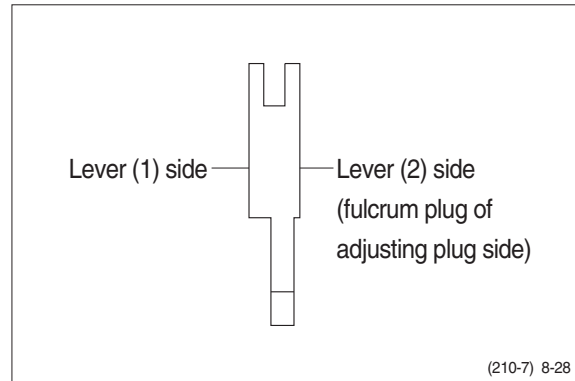 Lever (1) side
Lever (2) side
(fulcrum plug of
adjusting plug side)
(210-7) 8-28